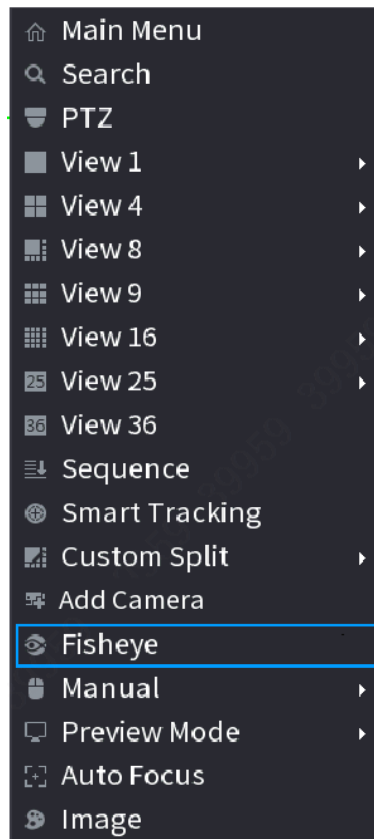 Main Menu
Search
PTZ
View 1
View 4
View 8
View 9
View 16
25 View 25
36 View 36
Sequence
Smart Tracking
Custom Split
Add Camera
Fisheye
Manual
Preview Mode
Auto Focus
Image